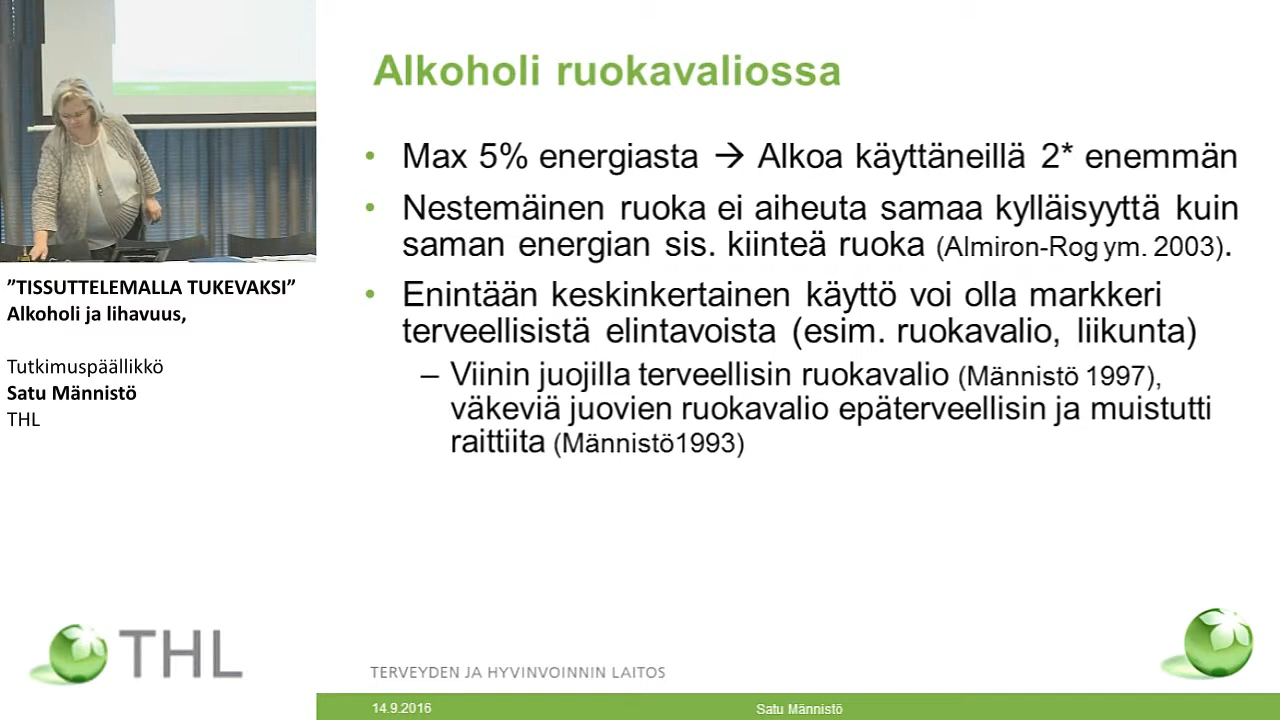 "TISSUTTELEMALLA TUKEVAKSI"
Alkoholi ja lihavuus,
Tutkimuspäällikkö
Satu Männistö
THL
THL
Alkoholi ruokavaliossa
• Max 5% energiasta → Alkoa käyttäneillä 2* enemmän
• Nestemäinen ruoka ei aiheuta samaa kylläisyyttä kuin
saman energian sis. kiinteä ruoka (Almiron-Rog ym. 2003).
• Enintään keskinkertainen käyttö voi olla markkeri
terveellisistä elintavoista (esim. ruokavalio, liikunta)
– Viinin juojilla terveellisin ruokavalio (Männistö 1997),
väkeviä juovien ruokavalio epäterveellisin ja muistutti
raittiita (Männistö1993)
TERVEYDEN JA HYVINVOINNIN LAITOS
14.9.2016
Satu Männistö